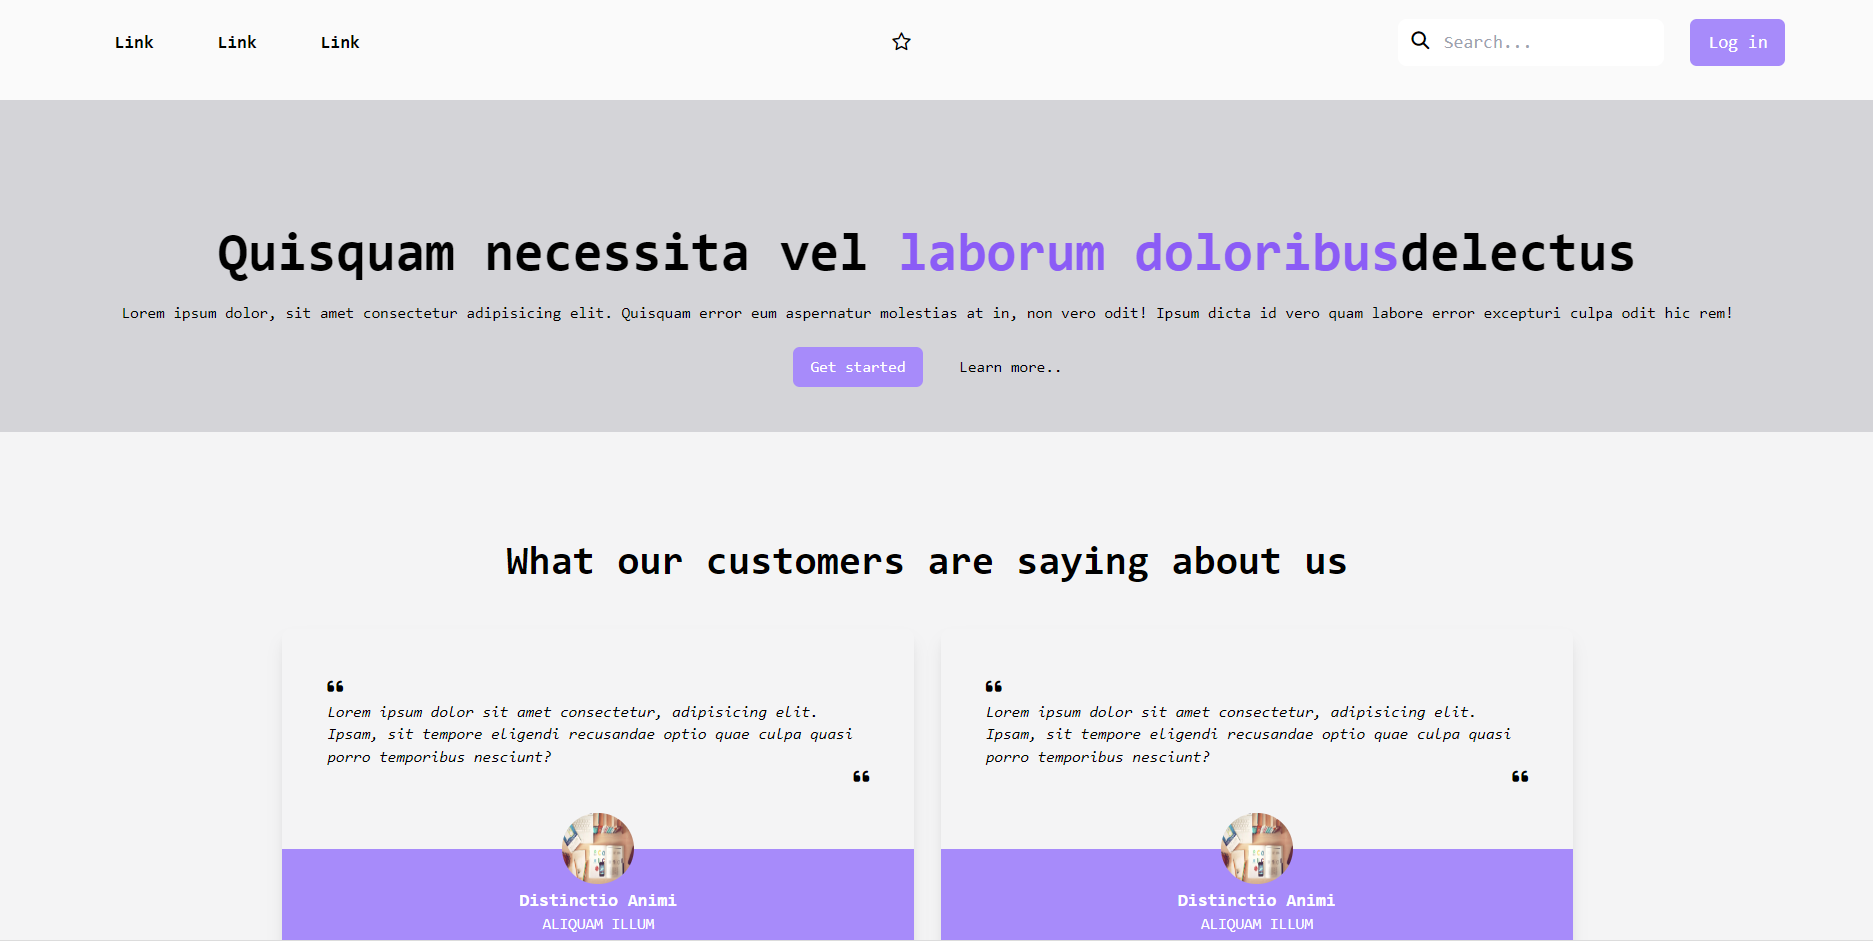 Link Link Link Search... Log in
Quisquam necessita vel laborum doloribusdelectus
Lorem ipsum dolor, sit amet consectetur adipisicing elit. Quisquam error eum aspernatur molestias at in, non vero odit! Ipsum dicta id vero quam labore error excepturi culpa odit hic rem!
Get started Learn more..
What our customers are saying about us
Lorem ipsum dolor sit amet consectetur, adipisicing elit.
Ipsam, sit tempore eligendi recusandae optio quae culpa quasi
porro temporibus nesciunt?
Distinctio Animi
ALIQUAM ILLUM
Lorem ipsum dolor sit amet consectetur, adipisicing elit.
Ipsam, sit tempore eligendi recusandae optio quae culpa quasi
porro temporibus nesciunt?
Distinctio Animi
ALIQUAM ILLUM